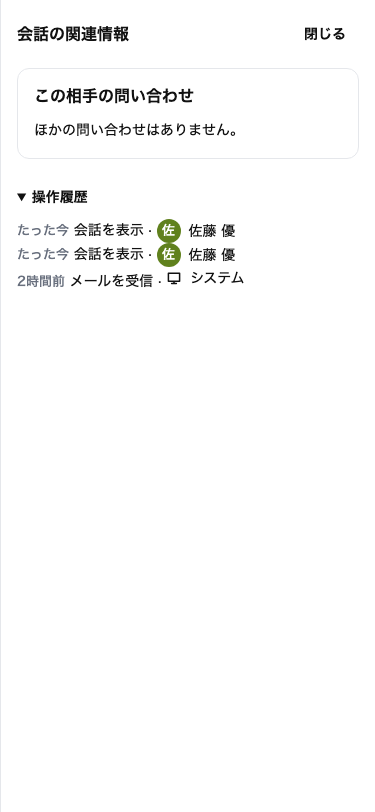 会話の関連情報
閉じる
この相手の問い合わせ
ほかの問い合わせはありません。
▼ 操作履歴
たった今 会話を表示 · 佐 佐藤 優
たった今 会話を表示 · 佐 佐藤 優
2時間前 メールを受信 · システム